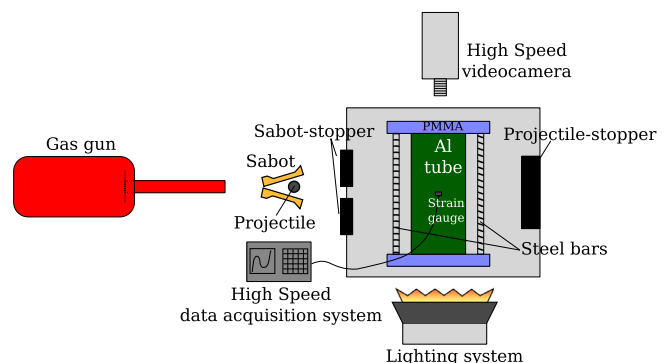 High Speed
videocamera
PMMA
Sabot-stopper
Projectile-stopper
Gas gun
Al
tube
Sabot
Strain
gauge
Projectile
Steel bars
High Speed
data acquisition system
Lighting system